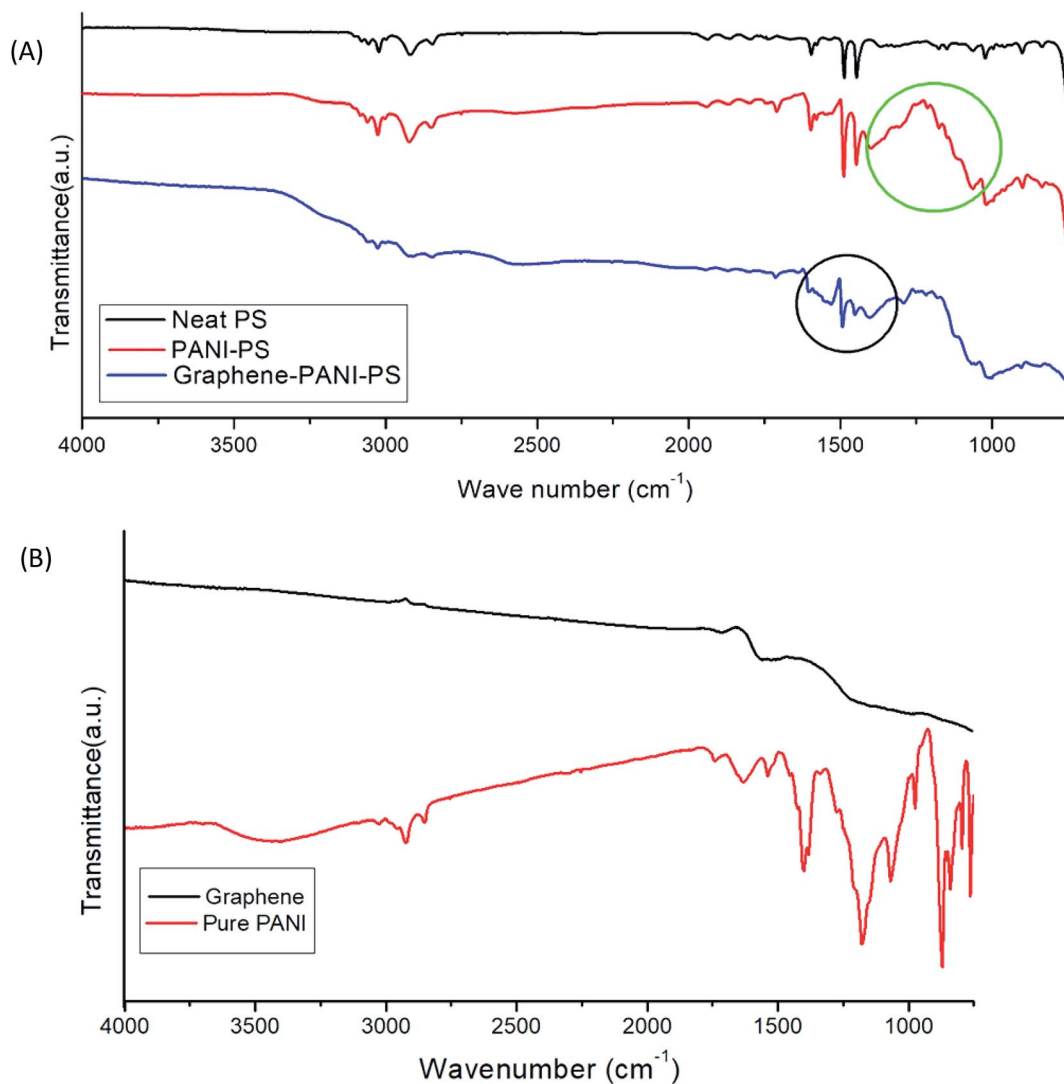 (A)
Transmittance(a.u.)
Neat PS
PANI-PS
Graphene-PANI-PS
4000 3500 3000 2500 2000 1500 1000
Wave number (cm-1)
(B)
Transmittance(a.u.)
Graphene
Pure PANI
4000 3500 3000 2500 2000 1500 1000
Wavenumber (cm-1)